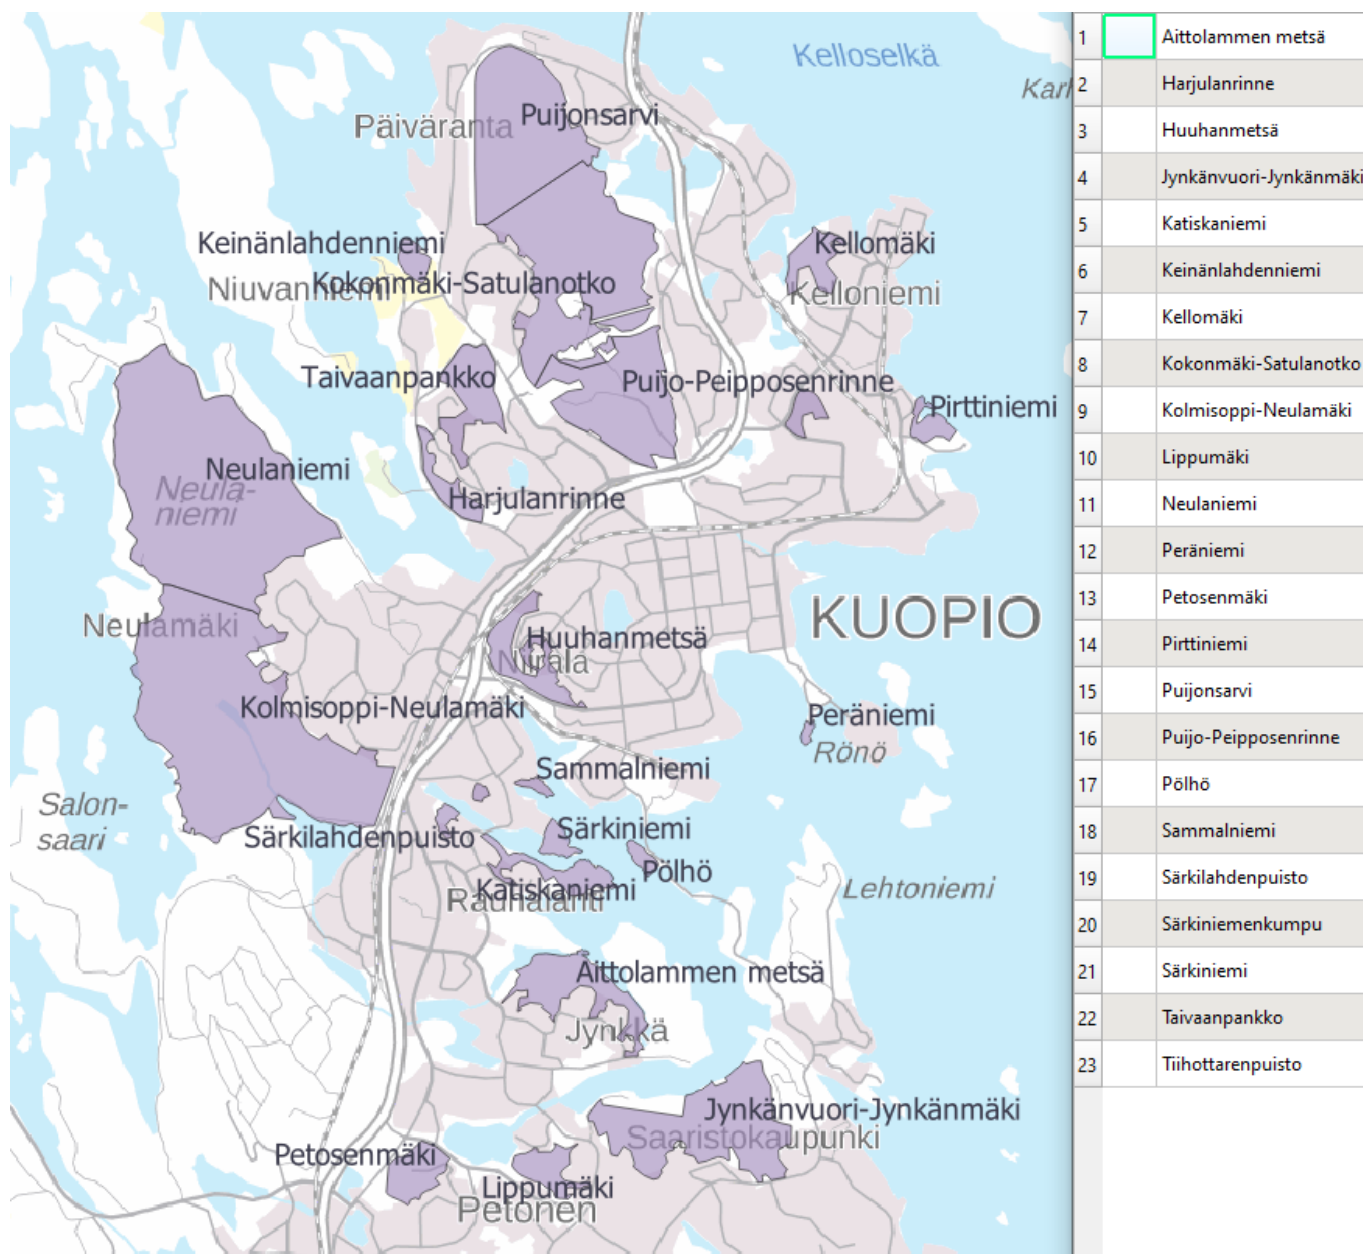 Kelloselkä
Karl
Puijonsarvi
Päiväranta
Keinänlahdenniemi
Kellomäki
Niuvanniemi
Kokonmäki-Satulanotko
Kelloniemi
Taivaanpankko
Puijo-Peipposenrinne
Pirttiniemi
Neulaniemi
Neula-
niemi
Harjulanrinne
KUOPIO
Neulamäki
Huuhanmetsä
Niirala
Kolmisoppi-Neulamäki
Peräniemi
Rönö
Sammalniemi
Salon-
saari
Särkilahdenpuisto
Särkiniemi
Pölhö
Katiskaniemi
Rauhalahti
Lehtoniemi
Aittolammen metsä
Jynkkä
Jynkänvuori-Jynkänmäki
Saaristokaupunki
Petosenmäki
Lippumäki
Petonen
1 Aittolammen metsä
2 Harjulanrinne
3 Huuhanmetsä
4 Jynkänvuori-Jynkänmäki
5 Katiskaniemi
6 Keinänlahdenniemi
7 Kellomäki
8 Kokonmäki-Satulanotko
9 Kolmisoppi-Neulamäki
10 Lippumäki
11 Neulaniemi
12 Peräniemi
13 Petosenmäki
14 Pirttiniemi
15 Puijonsarvi
16 Puijo-Peipposenrinne
17 Pölhö
18 Sammalniemi
19 Särkilahdenpuisto
20 Särkiniemenkumpu
21 Särkiniemi
22 Taivaanpankko
23 Tiihottarenpuisto